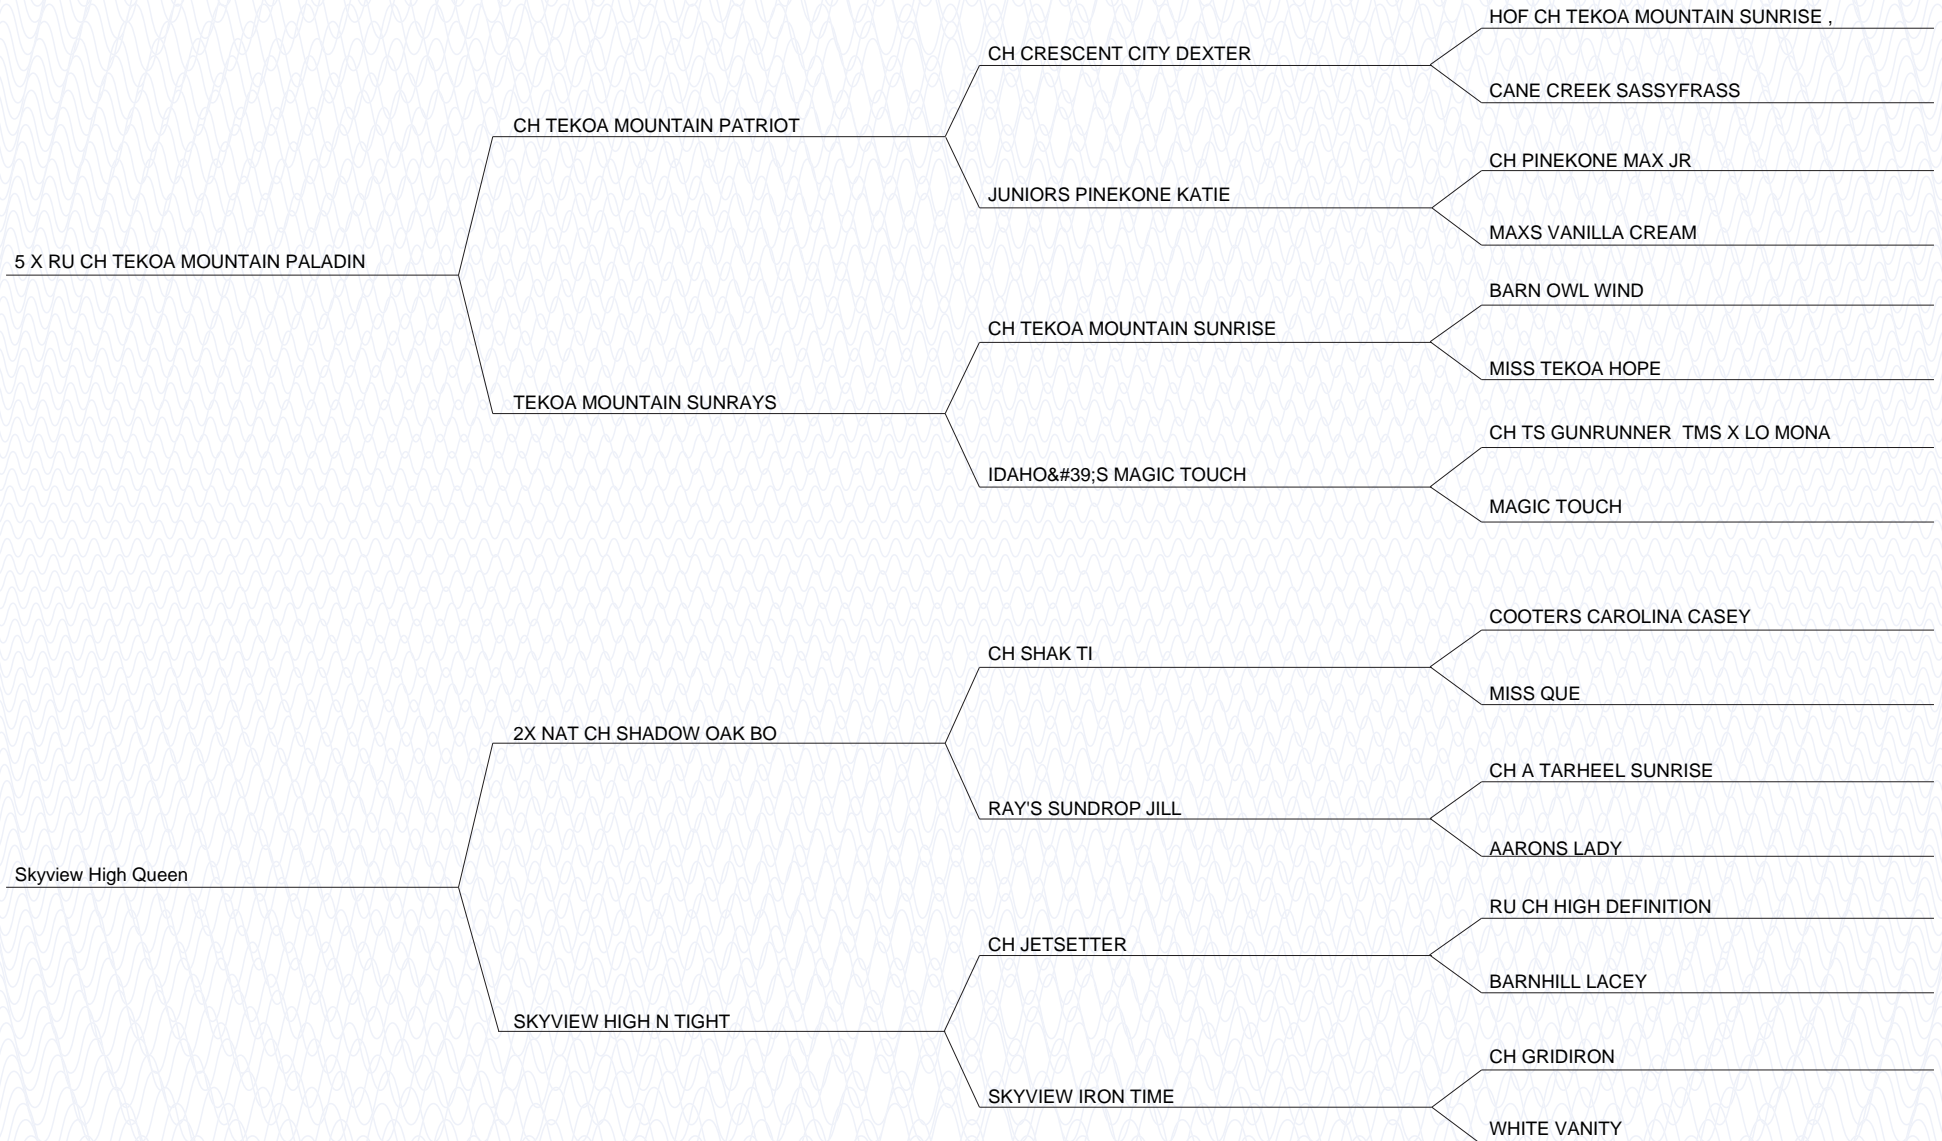 HOF CH TEKOA MOUNTAIN SUNRISE ,
CH CRESCENT CITY DEXTER
CANE CREEK SASSYFRASS
CH TEKOA MOUNTAIN PATRIOT
CH PINEKONE MAX JR
JUNIORS PINEKONE KATIE
MAXS VANILLA CREAM
5 X RU CH TEKOA MOUNTAIN PALADIN
BARN OWL WIND
CH TEKOA MOUNTAIN SUNRISE
MISS TEKOA HOPE
TEKOA MOUNTAIN SUNRAYS
CH TS GUNRUNNER  TMS X LO MONA
IDAHO&#39;S MAGIC TOUCH
MAGIC TOUCH
COOTERS CAROLINA CASEY
CH SHAK TI
MISS QUE
2X NAT CH SHADOW OAK BO
CH A TARHEEL SUNRISE
RAY'S SUNDROP JILL
AARONS LADY
Skyview High Queen
RU CH HIGH DEFINITION
CH JETSETTER
BARNHILL LACEY
SKYVIEW HIGH N TIGHT
CH GRIDIRON
SKYVIEW IRON TIME
WHITE VANITY